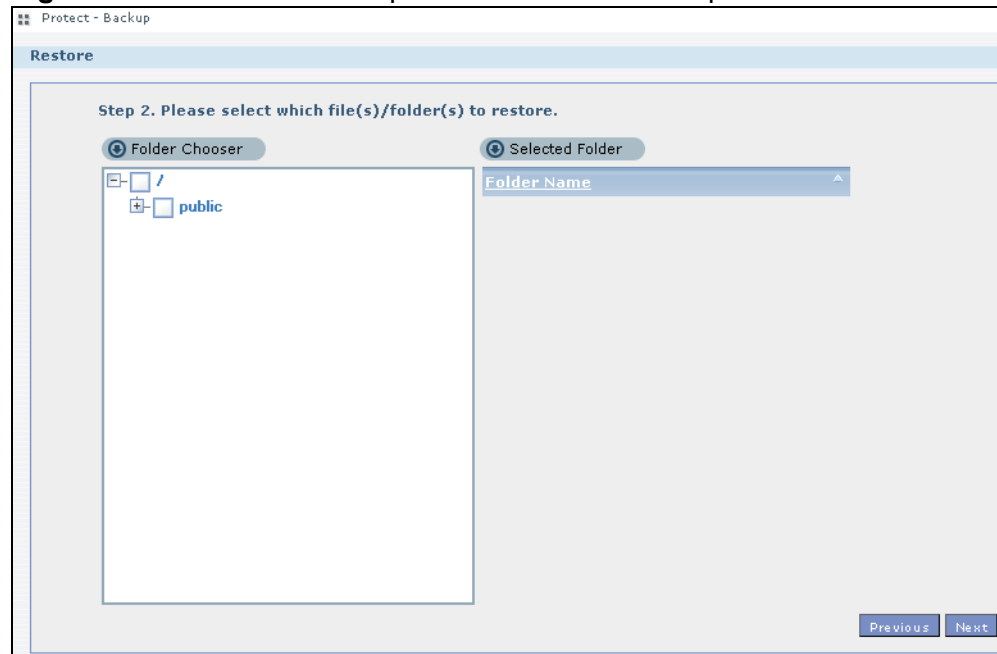 Protect - Backup
Restore
Step 2. Please select which file(s)/folder(s) to restore.
Folder Chooser
Selected Folder
/
Folder Name
public
Previous Next